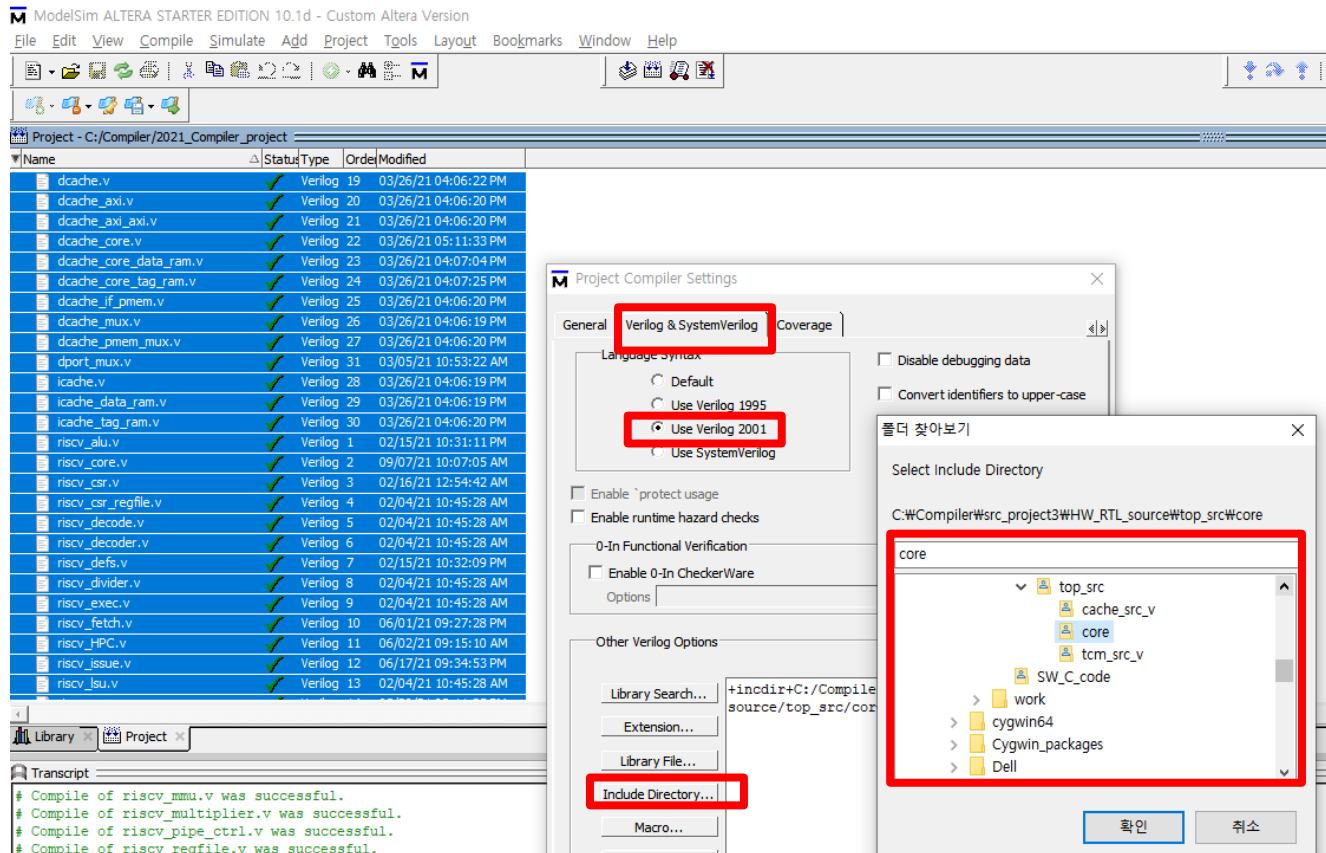 ModelSim ALTERA STARTER EDITION 10.1d - Custom Altera Version
File Edit View Compile Simulate Add Project Tools Layout Bookmarks Window Help
Project - C:/Compiler/2021_Compiler_project
Name Status Type Order Modified
dcache.v Verilog 19 03/26/21 04:06:22 PM
dcache_axi.v Verilog 20 03/26/21 04:06:20 PM
dcache_axi_axi.v Verilog 21 03/26/21 04:06:20 PM
dcache_core.v Verilog 22 03/26/21 05:11:33 PM
dcache_core_data_ram.v Verilog 23 03/26/21 04:07:04 PM
dcache_core_tag_ram.v Verilog 24 03/26/21 04:07:25 PM
dcache_if_pmem.v Verilog 25 03/26/21 04:06:20 PM
dcache_mux.v Verilog 26 03/26/21 04:06:19 PM
dcache_pmem_mux.v Verilog 27 03/26/21 04:06:20 PM
dport_mux.v Verilog 31 03/05/21 10:53:22 AM
icache.v Verilog 28 03/26/21 04:06:19 PM
icache_data_ram.v Verilog 29 03/26/21 04:06:19 PM
icache_tag_ram.v Verilog 30 03/26/21 04:06:20 PM
riscv_alu.v Verilog 1 02/15/21 10:31:11 PM
riscv_core.v Verilog 2 09/07/21 10:07:05 AM
riscv_csr.v Verilog 3 02/16/21 12:54:42 AM
riscv_csr_regfile.v Verilog 4 02/04/21 10:45:28 AM
riscv_decode.v Verilog 5 02/04/21 10:45:28 AM
riscv_decoder.v Verilog 6 02/04/21 10:45:28 AM
riscv_defs.v Verilog 7 02/15/21 10:32:09 PM
riscv_divider.v Verilog 8 02/04/21 10:45:28 AM
riscv_exec.v Verilog 9 02/04/21 10:45:28 AM
riscv_fetch.v Verilog 10 06/01/21 09:27:28 PM
riscv_HPC.v Verilog 11 06/02/21 09:15:10 AM
riscv_issue.v Verilog 12 06/17/21 09:34:53 PM
riscv_lsu.v Verilog 13 02/04/21 10:45:28 AM
Library Project
Transcript
# Compile of riscv_mmu.v was successful.
# Compile of riscv_multiplier.v was successful.
# Compile of riscv_pipe_ctrl.v was successful.
# Compile of riscv_regfile.v was successful.
Project Compiler Settings
General Verilog & SystemVerilog Coverage
Language Syntax
Default
Use Verilog 1995
Use Verilog 2001
Use SystemVerilog
Disable debugging data
Convert identifiers to upper-case
Enable `protect usage
Enable runtime hazard checks
0-In Functional Verification
Enable 0-In CheckerWare
Options
Other Verilog Options
Library Search... +incdir+C:/Compile
source/top_src/cor
Extension...
Library File...
Include Directory...
Macro...
폴더 찾아보기
Select Include Directory
C:₩Compiler₩src_project3₩HW_RTL_source₩top_src₩core
core
top_src
cache_src_v
core
tcm_src_v
SW_C_code
work
cygwin64
Cygwin_packages
Dell
확인 취소